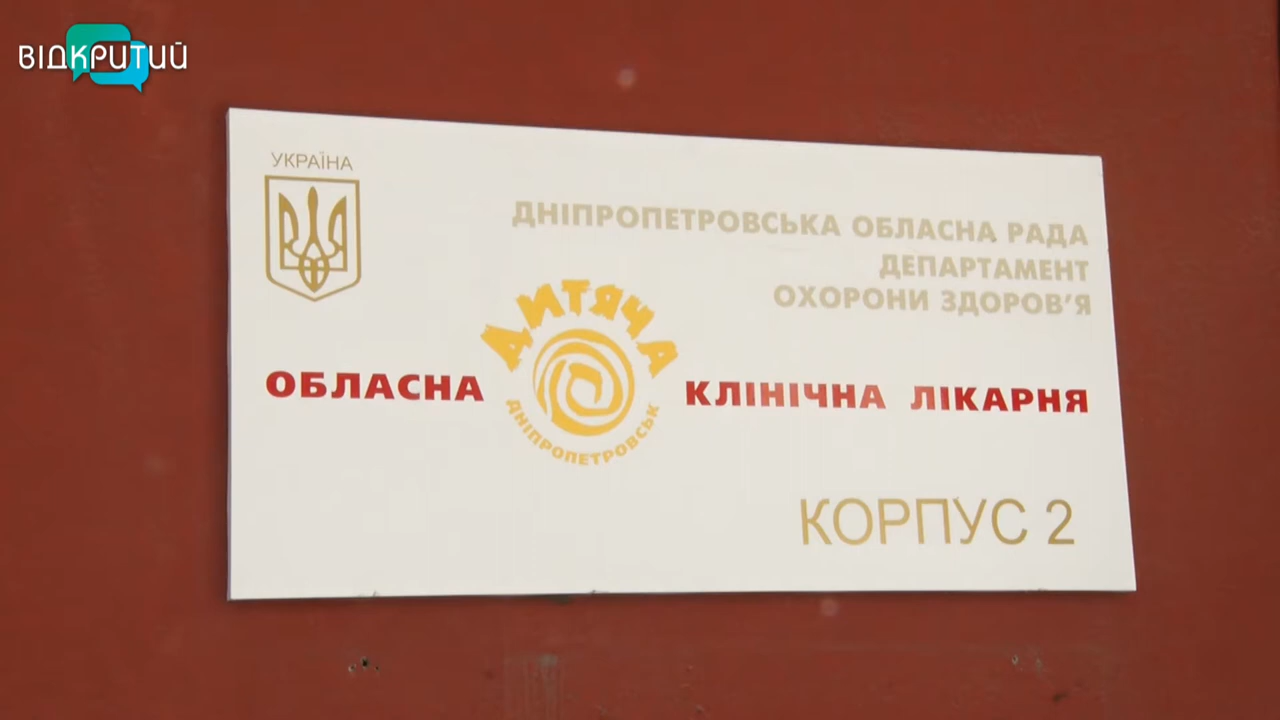 ВІДКРИТИЙ
УКРАЇНА
ДНІПРОПЕТРОВСЬКА ОБЛАСНА РАДА
ДЕПАРТАМЕНТ
ОХОРОНИ ЗДОРОВ'Я
ОБЛАСНА ДИТЯЧА КЛІНІЧНА ЛІКАРНЯ
ДНІПРОПЕТРОВСЬК
КОРПУС 2